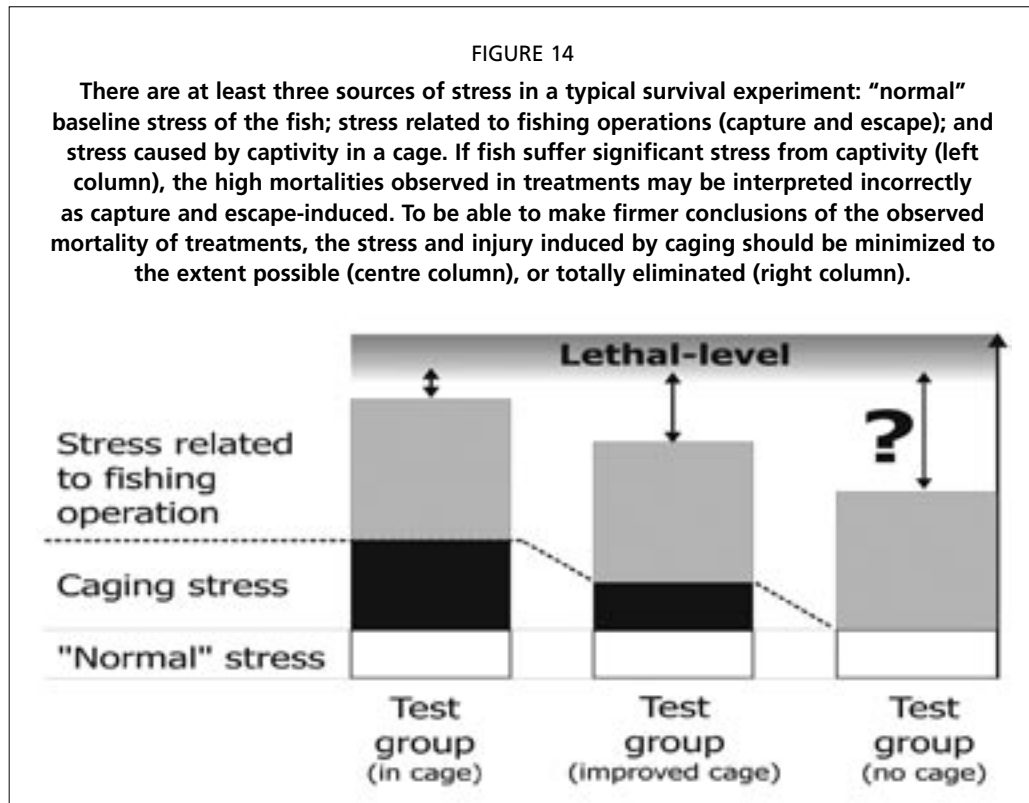 FIGURE 14
There are at least three sources of stress in a typical survival experiment: “normal”
baseline stress of the fish; stress related to fishing operations (capture and escape); and
stress caused by captivity in a cage. If fish suffer significant stress from captivity (left
column), the high mortalities observed in treatments may be interpreted incorrectly
as capture and escape-induced. To be able to make firmer conclusions of the observed
mortality of treatments, the stress and injury induced by caging should be minimized to
the extent possible (centre column), or totally eliminated (right column).
Lethal-level
Stress related
to fishing
operation
?
Caging stress
"Normal" stress
Test
group
(in cage)
Test
group
(improved cage)
Test
group
(no cage)